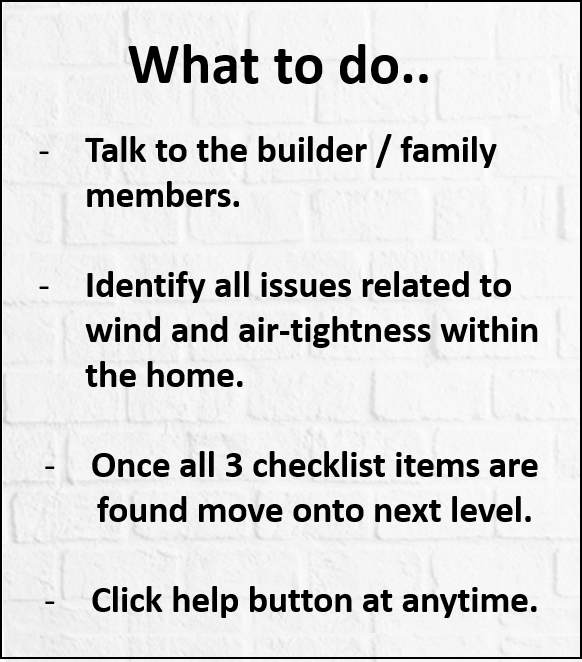 What to do..
- Talk to the builder / family
members.
- Identify all issues related to
wind and air-tightness within
the home.
- Once all 3 checklist items are
found move onto next level.
- Click help button at anytime.